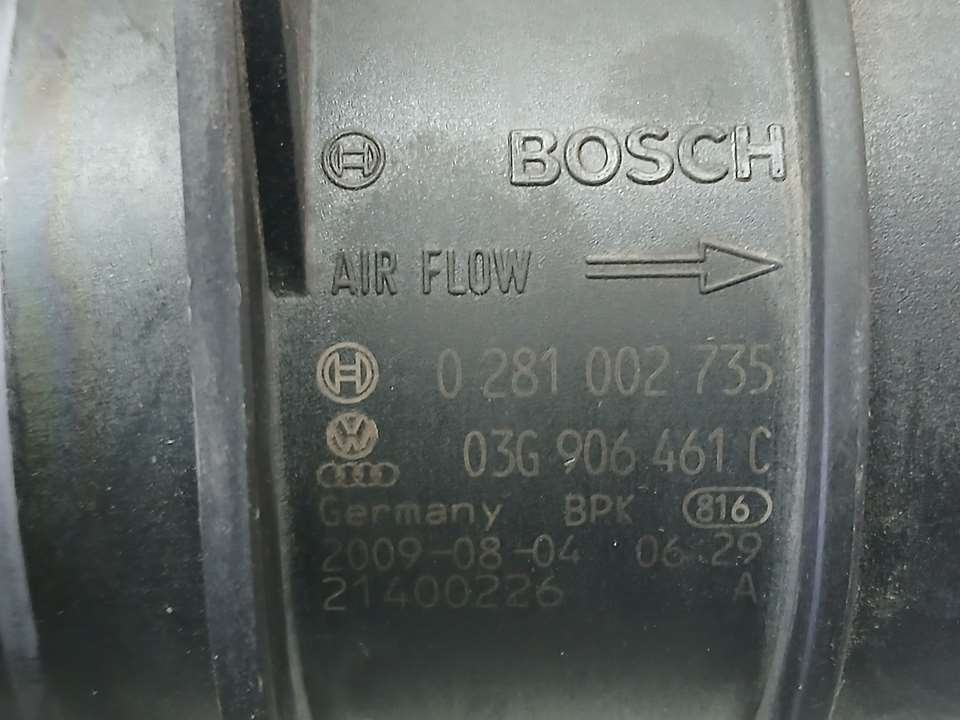 BOSCH
AIR FLOW
0 281 002 735
03G 906 461 C
Germany BPK 816
2009-08-04 06:29
21400226 A